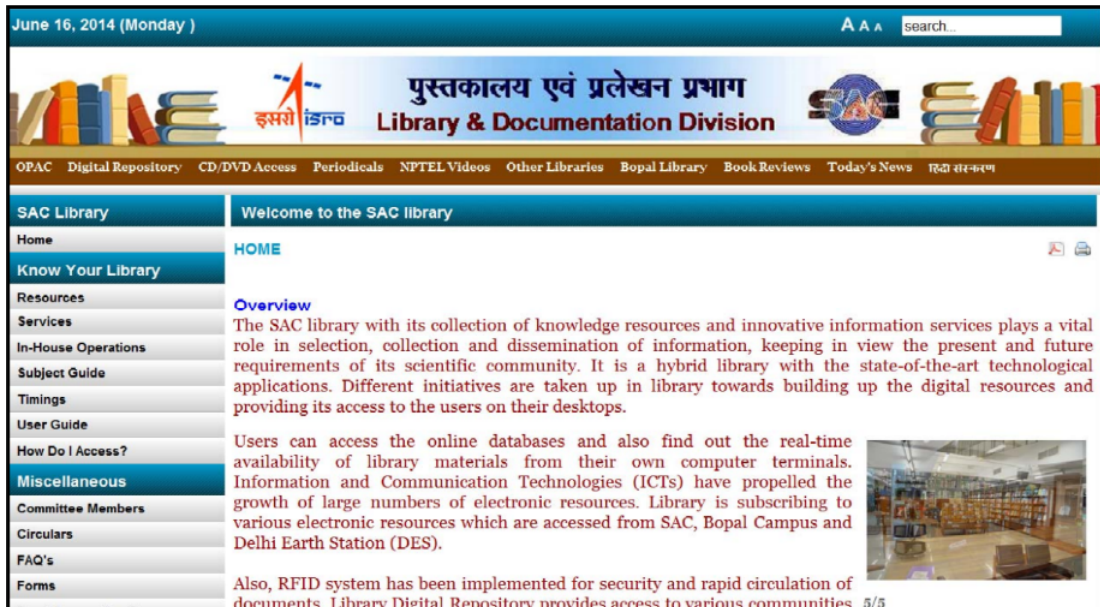 June 16, 2014 (Monday )
A A A
search...
इसरो isro
पुस्तकालय एवं प्रलेखन प्रभाग
Library & Documentation Division
SAC
OPAC Digital Repository CD/DVD Access Periodicals NPTEL Videos Other Libraries Bopal Library Book Reviews Today's News हिंदी संस्करण
SAC Library
Home
Know Your Library
Resources
Services
In-House Operations
Subject Guide
Timings
User Guide
How Do I Access?
Miscellaneous
Committee Members
Circulars
FAQ's
Forms
Welcome to the SAC library
HOME
Overview
The SAC library with its collection of knowledge resources and innovative information services plays a vital
role in selection, collection and dissemination of information, keeping in view the present and future
requirements of its scientific community. It is a hybrid library with the state-of-the-art technological
applications. Different initiatives are taken up in library towards building up the digital resources and
providing its access to the users on their desktops.
Users can access the online databases and also find out the real-time
availability of library materials from their own computer terminals.
Information and Communication Technologies (ICTs) have propelled the
growth of large numbers of electronic resources. Library is subscribing to
various electronic resources which are accessed from SAC, Bopal Campus and
Delhi Earth Station (DES).
Also, RFID system has been implemented for security and rapid circulation of
documents. Library Digital Repository provides access to various communities
5/5